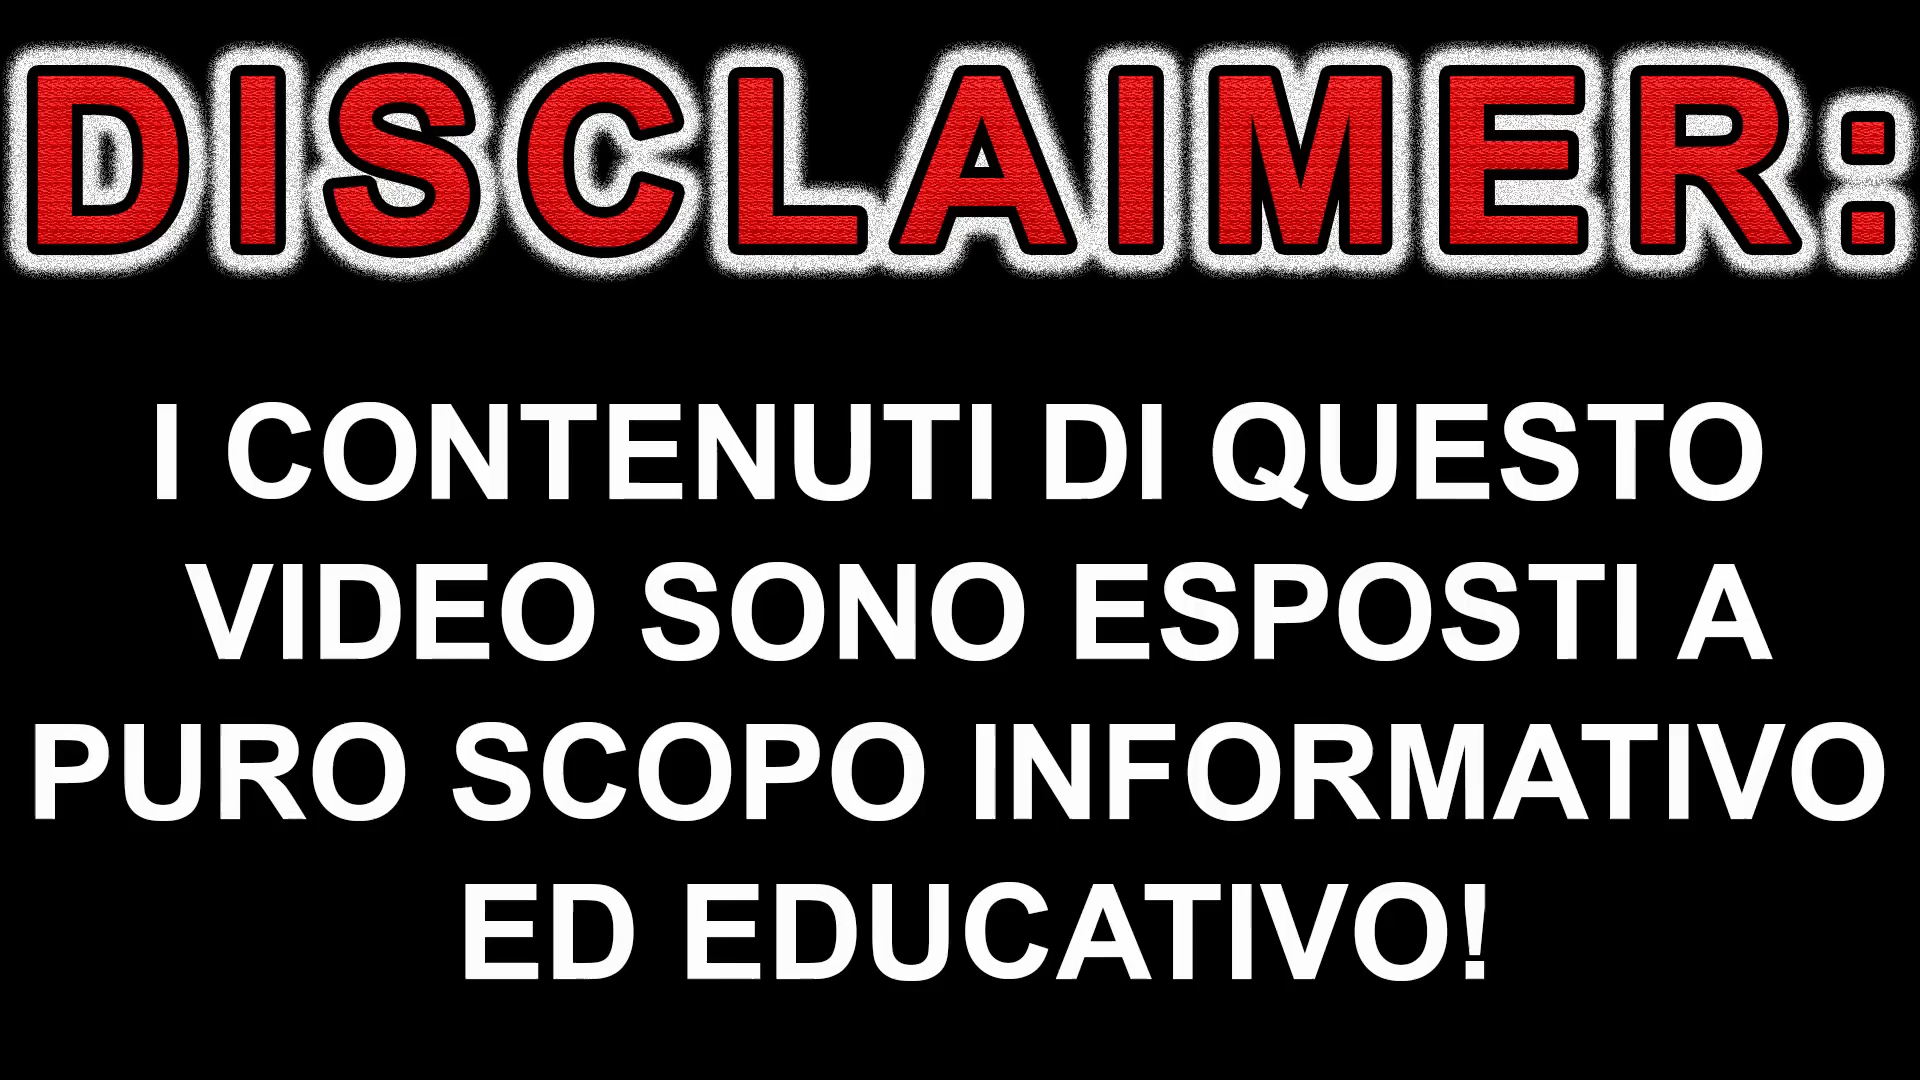 DISCLAIMER:
I CONTENUTI DI QUESTO
VIDEO SONO ESPOSTI A
PURO SCOPO INFORMATIVO
ED EDUCATIVO!